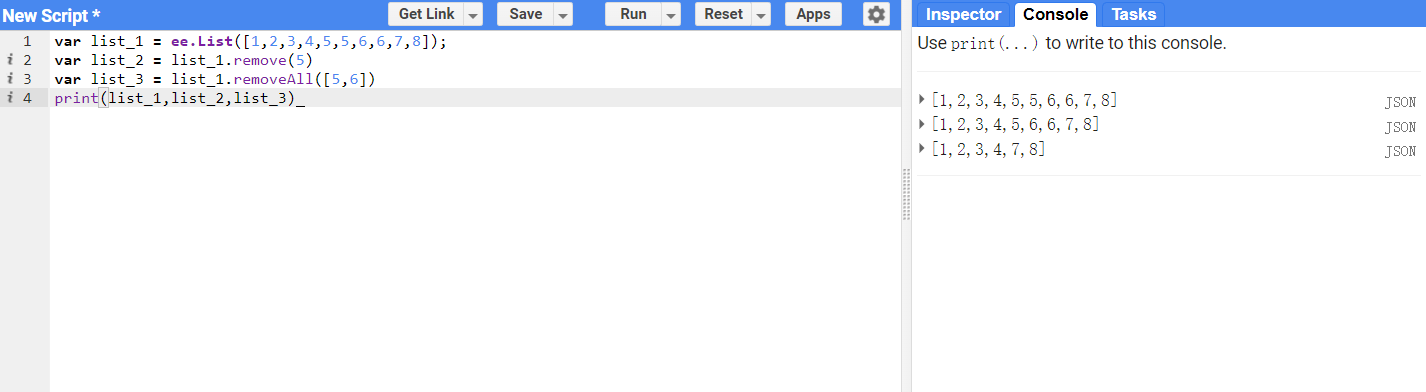 New Script * Get Link Save Run Reset Apps Inspector Console Tasks
Use print(...) to write to this console.
1 var list_1 = ee.List([1,2,3,4,5,5,6,6,7,8]);
i 2 var list_2 = list_1.remove(5)
i 3 var list_3 = list_1.removeAll([5,6])
i 4 print(list_1,list_2,list_3)_
[1,2,3,4,5,5,6,6,7,8] JSON
[1,2,3,4,5,6,6,7,8] JSON
[1,2,3,4,7,8] JSON